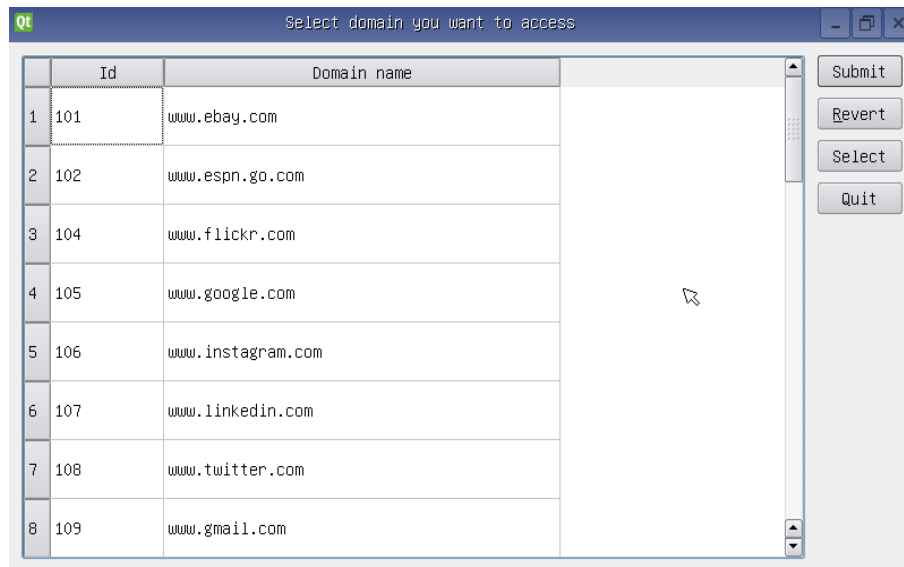 Qt Select domain you want to access
Id Domain name
1 101 www.ebay.com
2 102 www.espn.go.com
3 104 www.flickr.com
4 105 www.google.com
5 106 www.instagram.com
6 107 www.linkedin.com
7 108 www.twitter.com
8 109 www.gmail.com
Submit
Revert
Select
Quit